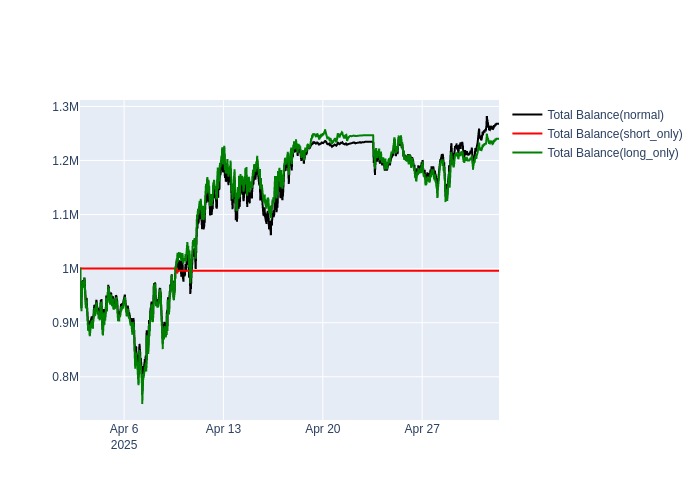 1.3M
1.2M
1.1M
1M
0.9M
0.8M
Apr 6
2025
Apr 13
Apr 20
Apr 27
Total Balance(normal)
Total Balance(short_only)
Total Balance(long_only)